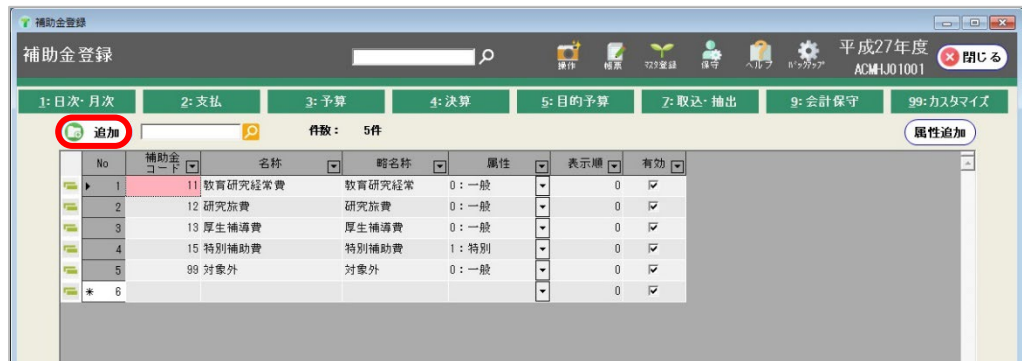 補助金登録
補助金登録 操作 帳票 マスタ登録 保守 ヘルプ バックアップ 平成27年度 ACMHJ01001 閉じる
1:日次・月次 2:支払 3:予算 4:決算 5:目的予算 7:取込・抽出 9:会計保守 99:カスタマイズ
追加 件数： 5件 属性追加
No 補助金コード 名称 略名称 属性 表示順 有効
1 11 教育研究経常費 教育研究経常 0：一般 0
2 12 研究旅費 研究旅費 0：一般 0
3 13 厚生補導費 厚生補導費 0：一般 0
4 15 特別補助費 特別補助費 1：特別 0
5 99 対象外 対象外 0：一般 0
* 6 0